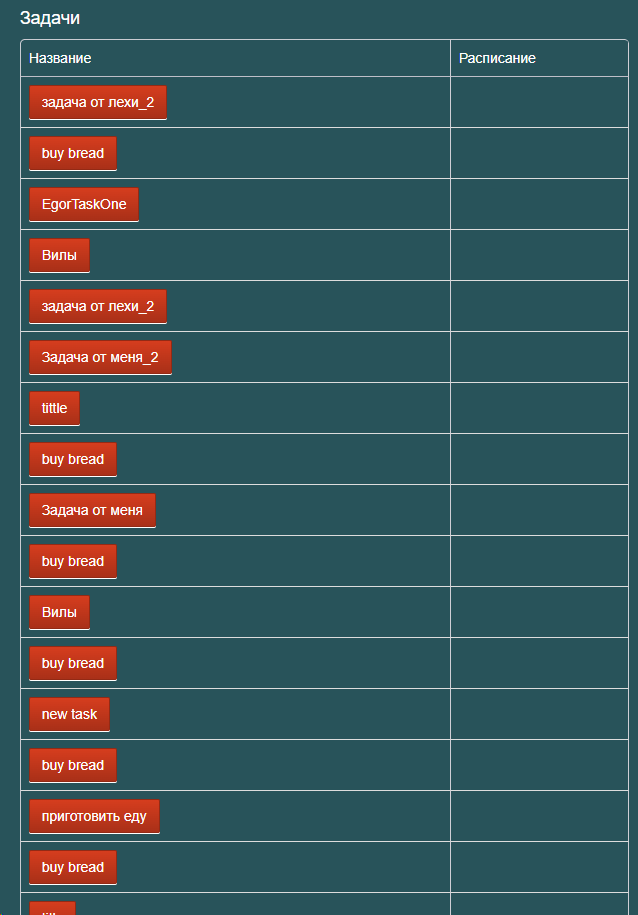 Задачи
Название Расписание
задача от лехи_2
buy bread
EgorTaskOne
Вилы
задача от лехи_2
Задача от меня_2
tittle
buy bread
Задача от меня
buy bread
Вилы
buy bread
new task
buy bread
приготовить еду
buy bread